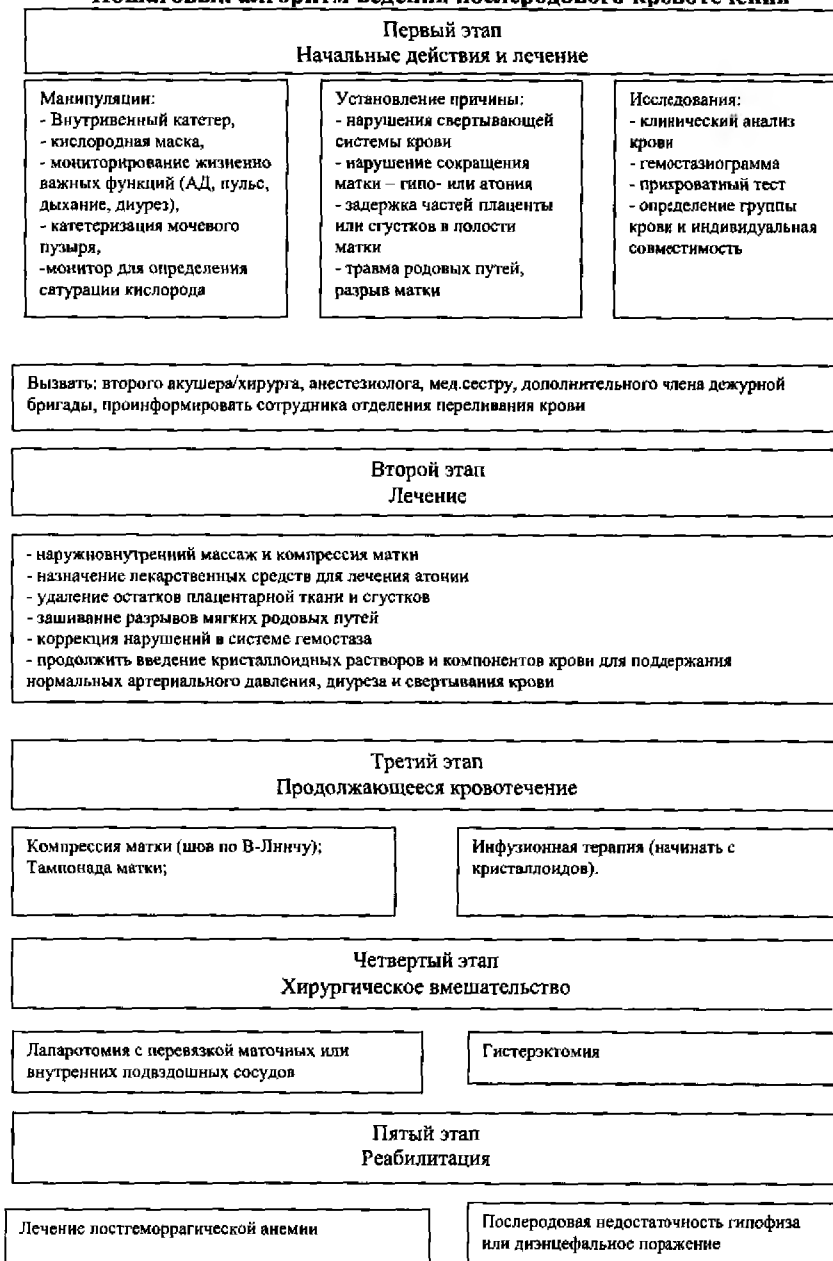 Пошаговый алгоритм ведения послеродового кровотечения
Первый этап
Начальные действия и лечение
Манипуляции:
- Внутривенный катетер,
- кислородная маска,
- мониторирование жизненно
важных функций (АД, пульс,
дыхание, диурез),
- катетеризация мочевого
пузыря,
-монитор для определения
сатурации кислорода
Установление причины:
- нарушения свертывающей
системы крови
- нарушение сокращения
матки – гипо- или атония
- задержка частей плаценты
или сгустков в полости
матки
- травма родовых путей,
разрыв матки
Исследования:
- клинический анализ
крови
- гемостазиограмма
- прикроватный тест
- определение группы
крови и индивидуальная
совместимость
Вызвать: второго акушера/хирурга, анестезиолога, мед.сестру, дополнительного члена дежурной
бригады, проинформировать сотрудника отделения переливания крови
Второй этап
Лечение
- наружновнутренний массаж и компрессия матки
- назначение лекарственных средств для лечения атонии
- удаление остатков плацентарной ткани и сгустков
- зашивание разрывов мягких родовых путей
- коррекция нарушений в системе гемостаза
- продолжить введение кристаллоидных растворов и компонентов крови для поддержания
нормальных артериального давления, диуреза и свертывания крови
Третий этап
Продолжающееся кровотечение
Компрессия матки (шов по В-Линчу);
Тампонада матки;
Инфузионная терапия (начинать с
кристаллоидов).
Четвертый этап
Хирургическое вмешательство
Лапаротомия с перевязкой маточных или
внутренних подвздошных сосудов
Гистерэктомия
Пятый этап
Реабилитация
Лечение постгеморрагической анемии
Послеродовая недостаточность гипофиза
или диэнцефальное поражение